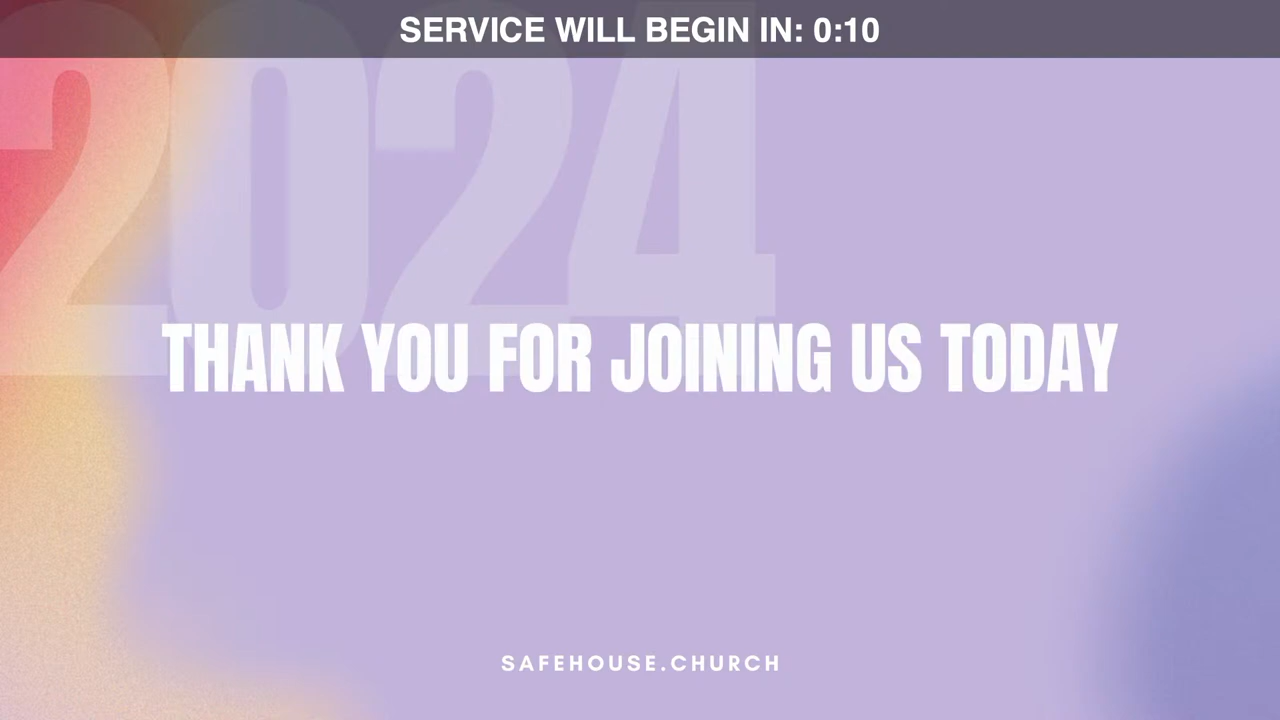 SERVICE WILL BEGIN IN: 0:10
2024
THANK YOU FOR JOINING US TODAY
SAFEHOUSE.CHURCH